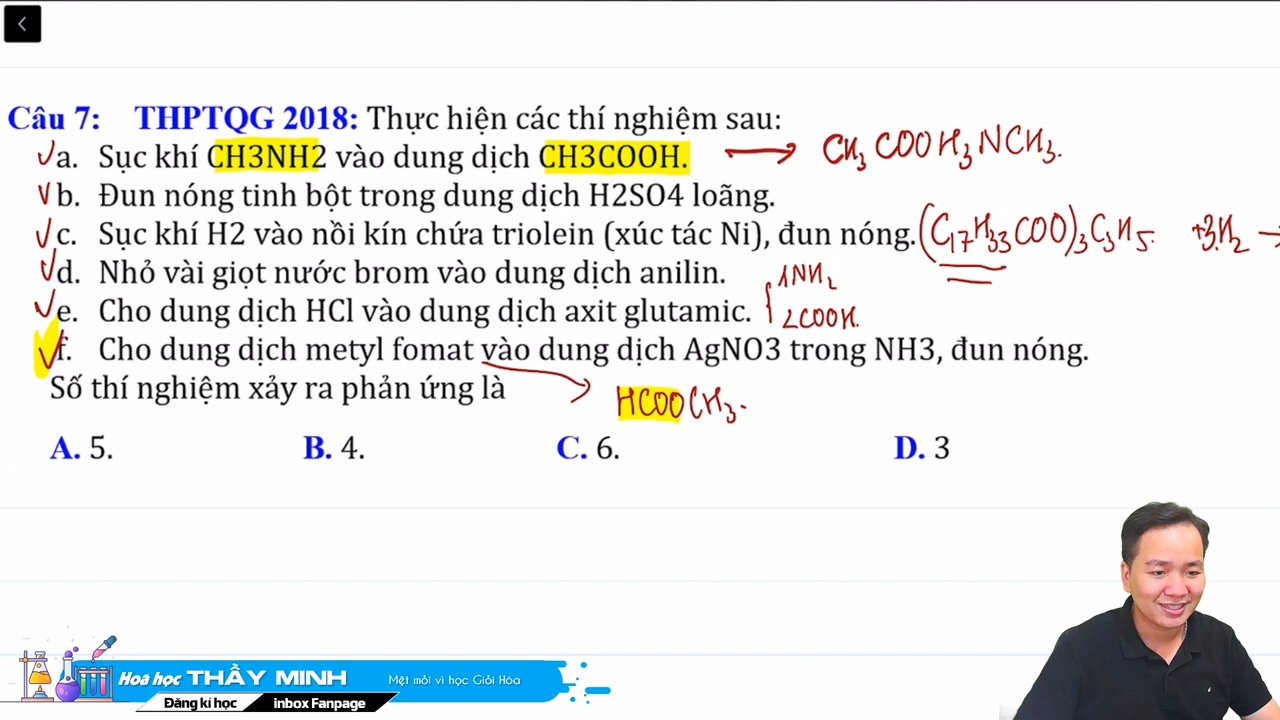 Câu 7: THPTQG 2018: Thực hiện các thí nghiệm sau:
a. Sục khí CH3NH2 vào dung dịch CH3COOH. → CH3COOH3NCH3.
b. Đun nóng tinh bột trong dung dịch H2SO4 loãng.
c. Sục khí H2 vào nồi kín chứa triolein (xúc tác Ni), đun nóng. (C17H33COO)3C3H5. +3H2 →
d. Nhỏ vài giọt nước brom vào dung dịch anilin.
1NH2
e. Cho dung dịch HCl vào dung dịch axit glutamic.
2COOH.
f. Cho dung dịch metyl fomat vào dung dịch AgNO3 trong NH3, đun nóng.
Số thí nghiệm xảy ra phản ứng là
HCOOCH3.
A. 5. B. 4. C. 6. D. 3
Hoá học THẦY MINH Mệt mỏi vì học Giỏi Hóa
Đăng kí học inbox Fanpage